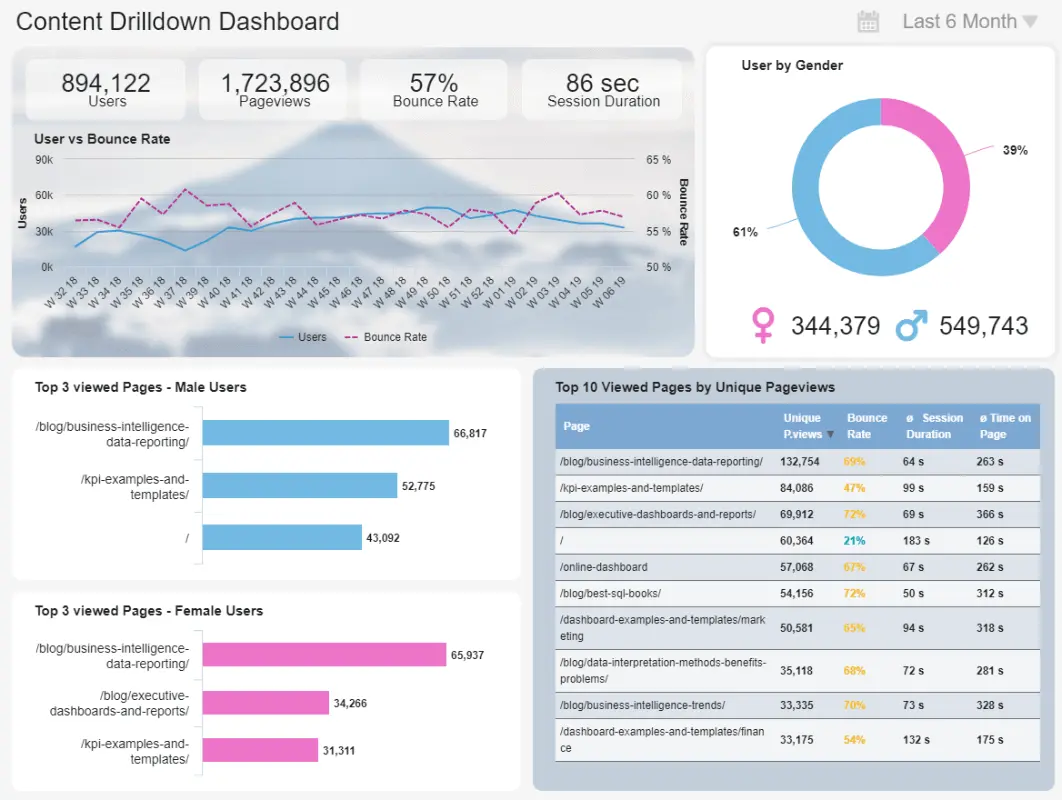 Content Drilldown Dashboard
Last 6 Month
894,122
Users
1,723,896
Pageviews
57%
Bounce Rate
86 sec
Session Duration
User vs Bounce Rate
90k
60k
30k
0k
Users
65 %
60 %
55 %
50 %
Bounce Rate
W 32 18
W 33 18
W 34 18
W 35 18
W 36 18
W 37 18
W 38 18
W 39 18
W 40 18
W 41 18
W 42 18
W 43 18
W 44 18
W 45 18
W 46 18
W 47 18
W 48 18
W 49 18
W 50 18
W 51 18
W 52 18
W 01 19
W 02 19
W 03 19
W 04 19
W 05 19
W 06 19
Users
Bounce Rate
User by Gender
39%
61%
344,379
549,743
Top 3 viewed Pages - Male Users
/blog/business-intelligence-
data-reporting/
66,817
/kpi-examples-and-
templates/
52,775
/
43,092
Top 3 viewed Pages - Female Users
/blog/business-intelligence-
data-reporting/
65,937
/blog/executive-
dashboards-and-reports/
34,266
/kpi-examples-and-
templates/
31,311
Top 10 Viewed Pages by Unique Pageviews
Page
Unique
P.views
Bounce
Rate
ø Session
Duration
ø Time on
Page
/blog/business-intelligence-data-reporting/ 132,754 69% 64 s 263 s
/kpi-examples-and-templates/ 84,086 47% 99 s 159 s
/blog/executive-dashboards-and-reports/ 69,912 72% 69 s 366 s
/ 60,364 21% 183 s 126 s
/online-dashboard 57,068 67% 67 s 262 s
/blog/best-sql-books/ 54,156 72% 50 s 312 s
/dashboard-examples-and-templates/mark
eting
50,581 65% 94 s 318 s
/blog/data-interpretation-methods-benefits-
problems/
35,118 68% 72 s 281 s
/blog/business-intelligence-trends/ 33,335 70% 73 s 328 s
/dashboard-examples-and-templates/finan
ce
33,175 54% 132 s 175 s